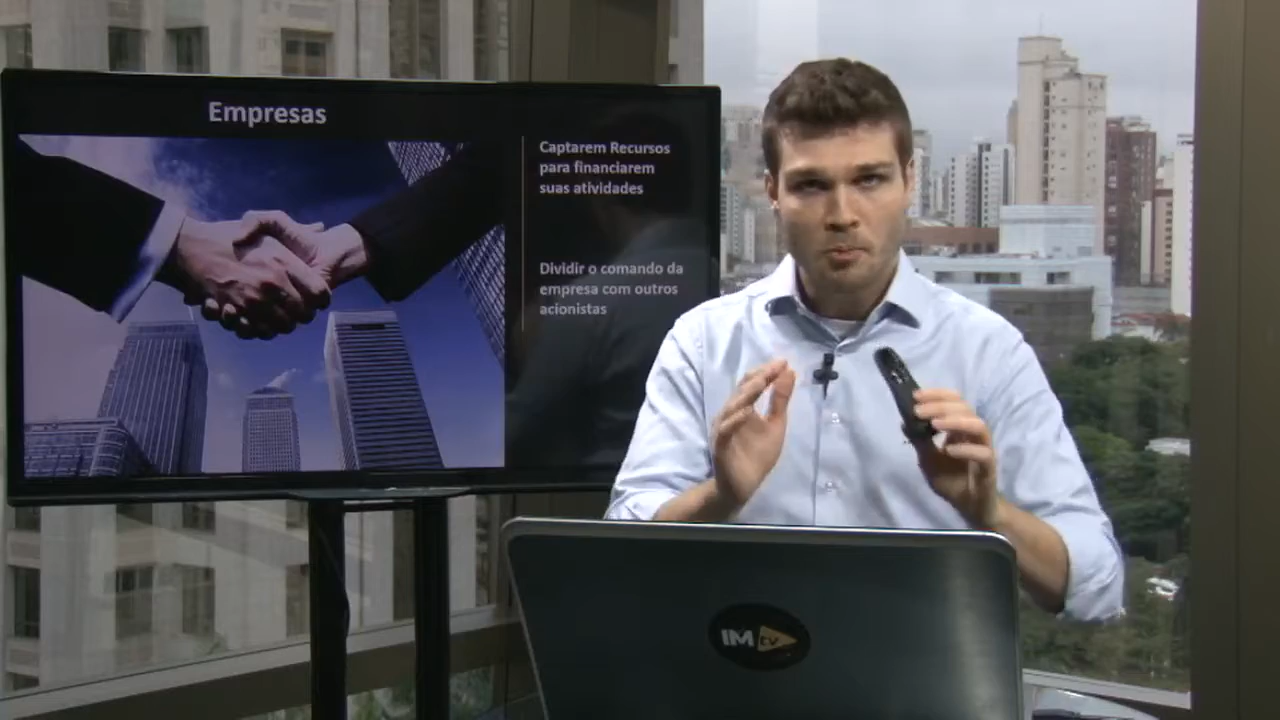 Empresas
Captarem Recursos
para financiarem
suas atividades
Dividir o comando da
empresa com outros
acionistas
IMtv